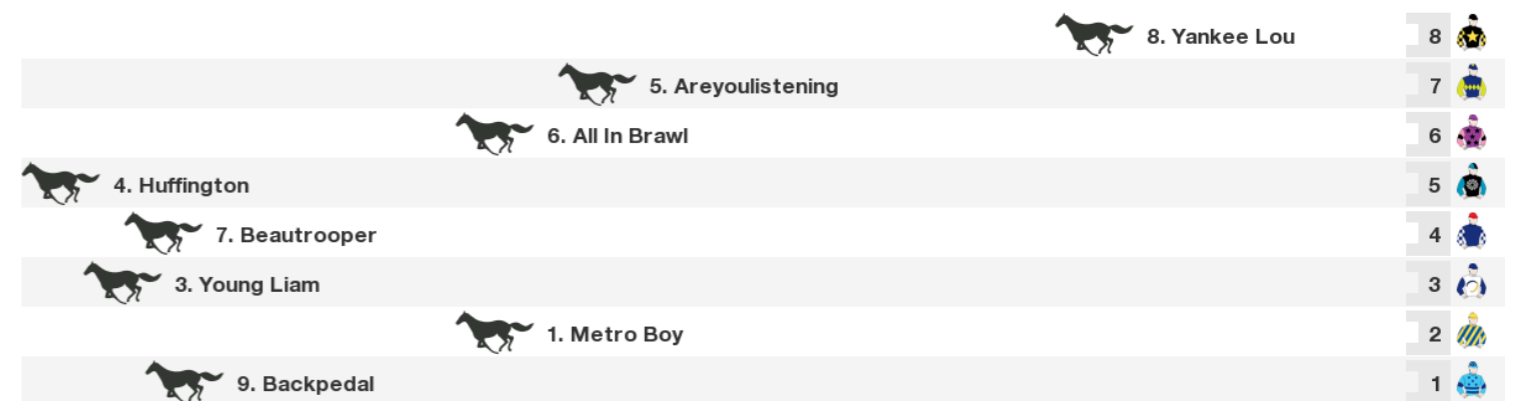 8. Yankee Lou 8
5. Areyoulistening 7
6. All In Brawl 6
4. Huffington 5
7. Beautrooper 4
3. Young Liam 3
1. Metro Boy 2
9. Backpedal 1